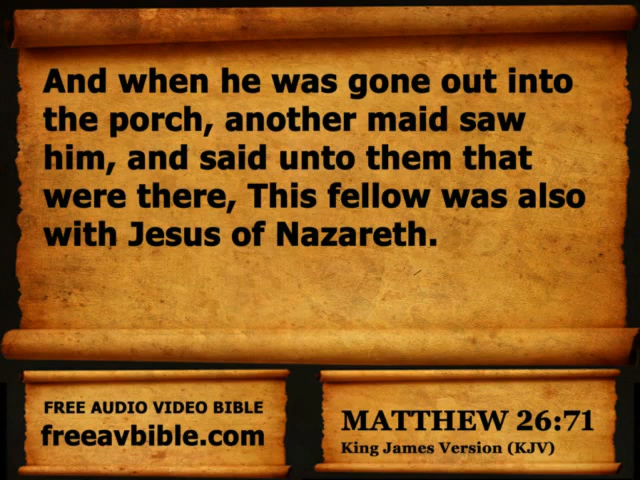 And when he was gone out into
the porch, another maid saw
him, and said unto them that
were there, This fellow was also
with Jesus of Nazareth.
FREE AUDIO VIDEO BIBLE
freeavbible.com
MATTHEW 26:71
King James Version (KJV)